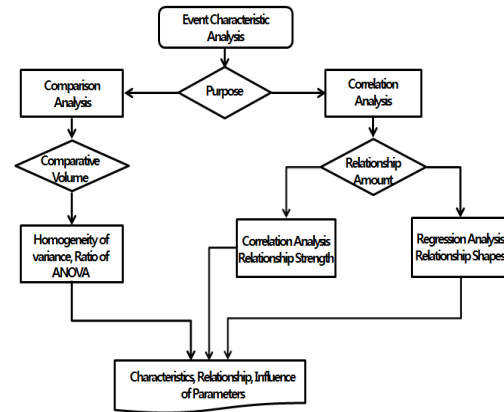 Event Characteristic
Analysis
Purpose
Comparison
Analysis
Correlation
Analysis
Comparative
Volume
Relationship
Amount
Homogeneity of
variance, Ratio of
ANOVA
Correlation Analysis
Relationship Strength
Regression Analysis
Relationship Shapes
Characteristics, Relationship, Influence
of Parameters